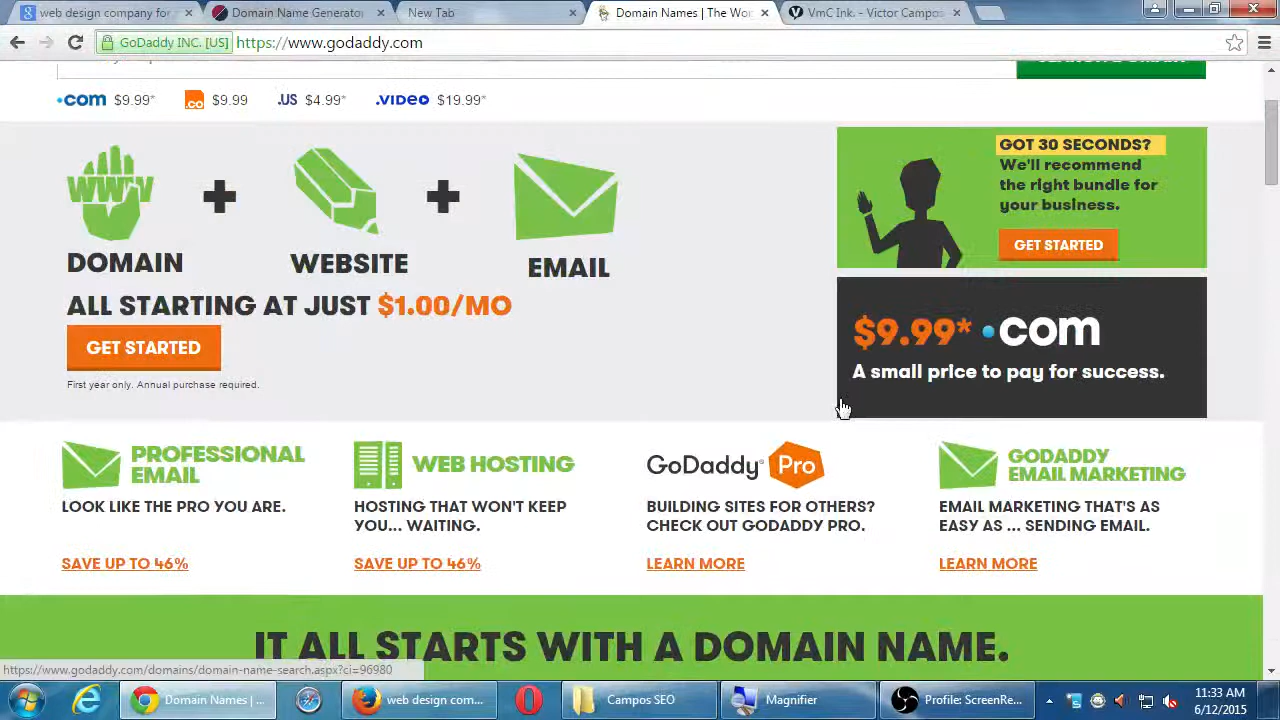 web design company for
Domain Name Generator
New Tab
Domain Names | The Wor
VmC Ink. - Victor Campos
GoDaddy INC. [US]
https://www.godaddy.com
.com $9.99*
.co $9.99
.US $4.99*
.VIDEO $19.99*
WWW
DOMAIN
+
WEBSITE
+
EMAIL
ALL STARTING AT JUST $1.00/MO
GET STARTED
First year only. Annual purchase required.
GOT 30 SECONDS?
We'll recommend
the right bundle for
your business.
GET STARTED
$9.99* .com
A small price to pay for success.
PROFESSIONAL
EMAIL
LOOK LIKE THE PRO YOU ARE.
SAVE UP TO 46%
WEB HOSTING
HOSTING THAT WON'T KEEP
YOU... WAITING.
SAVE UP TO 46%
GoDaddy Pro
BUILDING SITES FOR OTHERS?
CHECK OUT GODADDY PRO.
LEARN MORE
GODADDY
EMAIL MARKETING
EMAIL MARKETING THAT'S AS
EASY AS ... SENDING EMAIL.
LEARN MORE
IT ALL STARTS WITH A DOMAIN NAME.
https://www.godaddy.com/domains/domain-name-search.aspx?ci=96980
Domain Names | ...
web design com...
Campos SEO
Magnifier
Profile: ScreenRe...
11:33 AM
6/12/2015